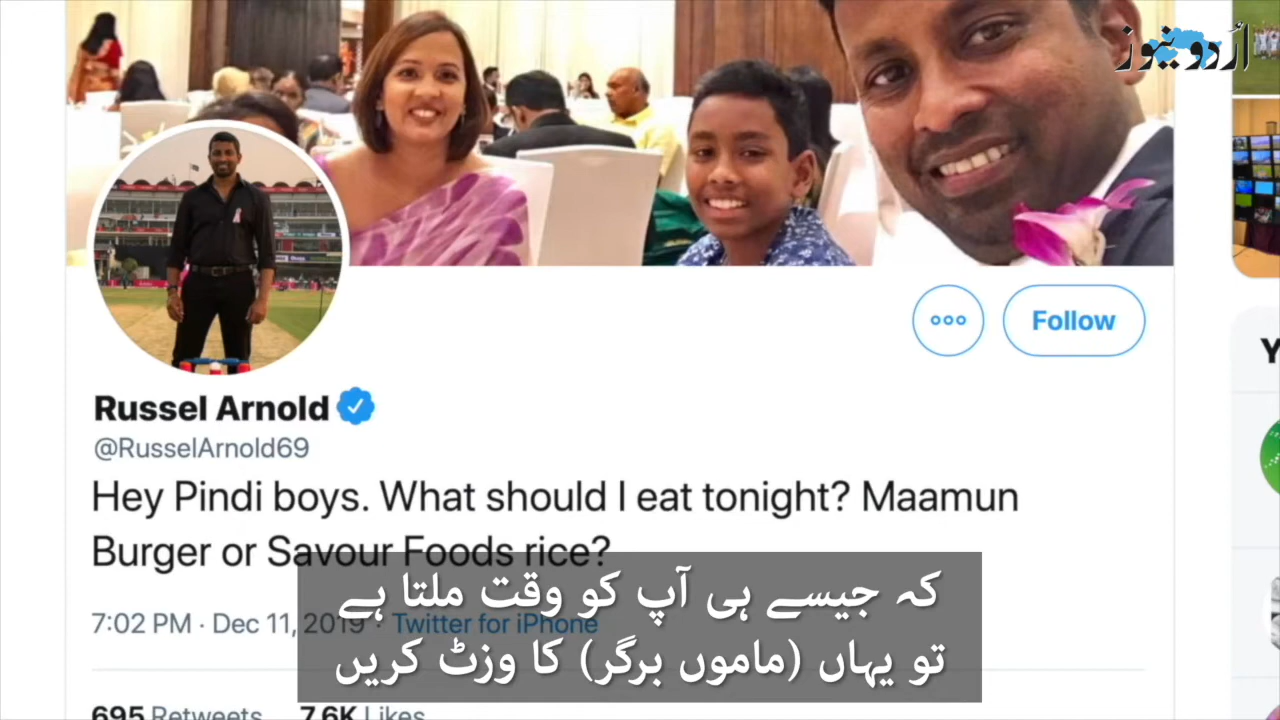 اُردو نیوز
Follow
Russel Arnold
@RusselArnold69
Hey Pindi boys. What should I eat tonight? Maamun
Burger or Savour Foods rice?
7:02 PM · Dec 11, 2019 · Twitter for iPhone
کہ جیسے ہی آپ کو وقت ملتا ہے
تو یہاں (ماموں برگر) کا وزٹ کریں
695 Retweets 7.6K Likes